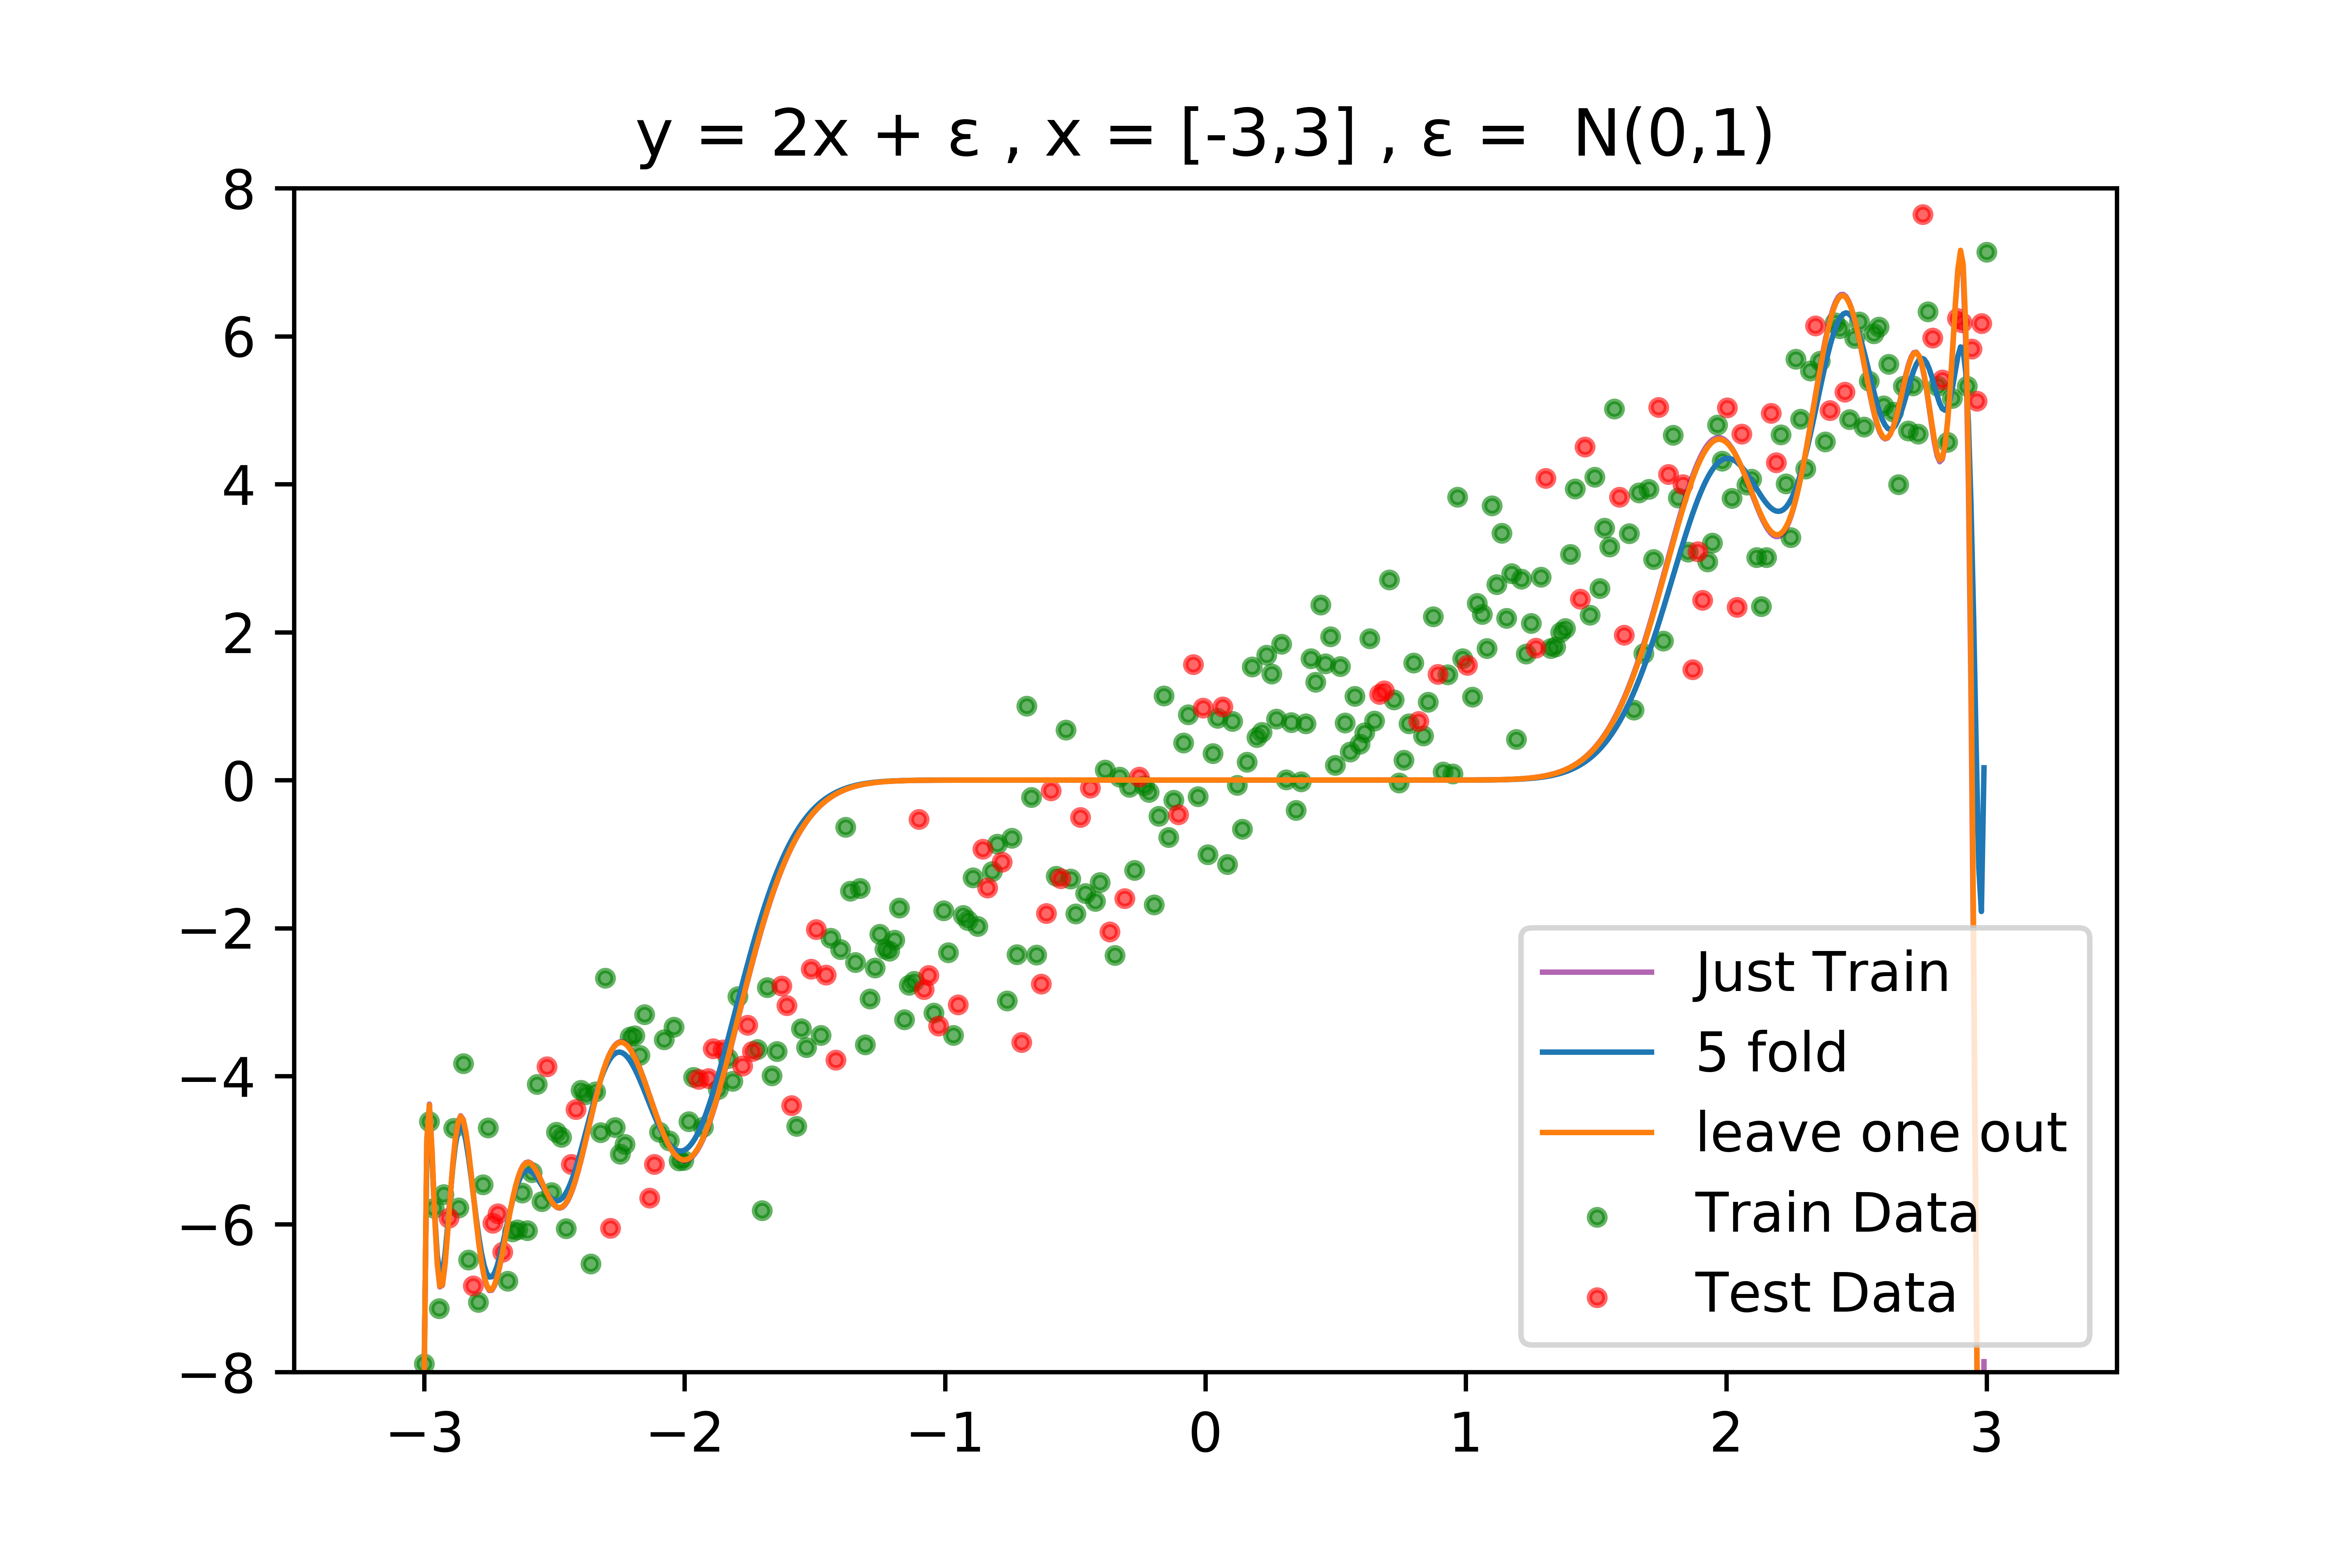 y = 2x + ε , x = [-3,3] , ε =  N(0,1)
8
6
4
2
0
−2
−4
−6
−8
−3
−2
−1
0
1
2
3
Just Train
5 fold
leave one out
Train Data
Test Data